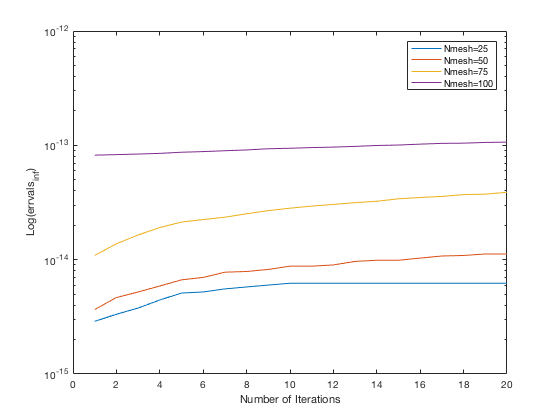 10^-12
Nmesh=25
Nmesh=50
Nmesh=75
Nmesh=100
10^-13
Log(errvals_inf)
10^-14
10^-15
0 2 4 6 8 10 12 14 16 18 20
Number of Iterations